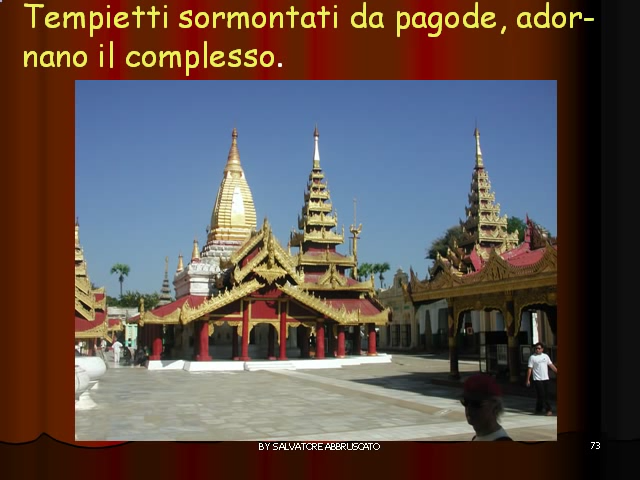 Tempietti sormontati da pagode, ador-
nano il complesso.
BY SALVATORE ABBRUSCATO
73